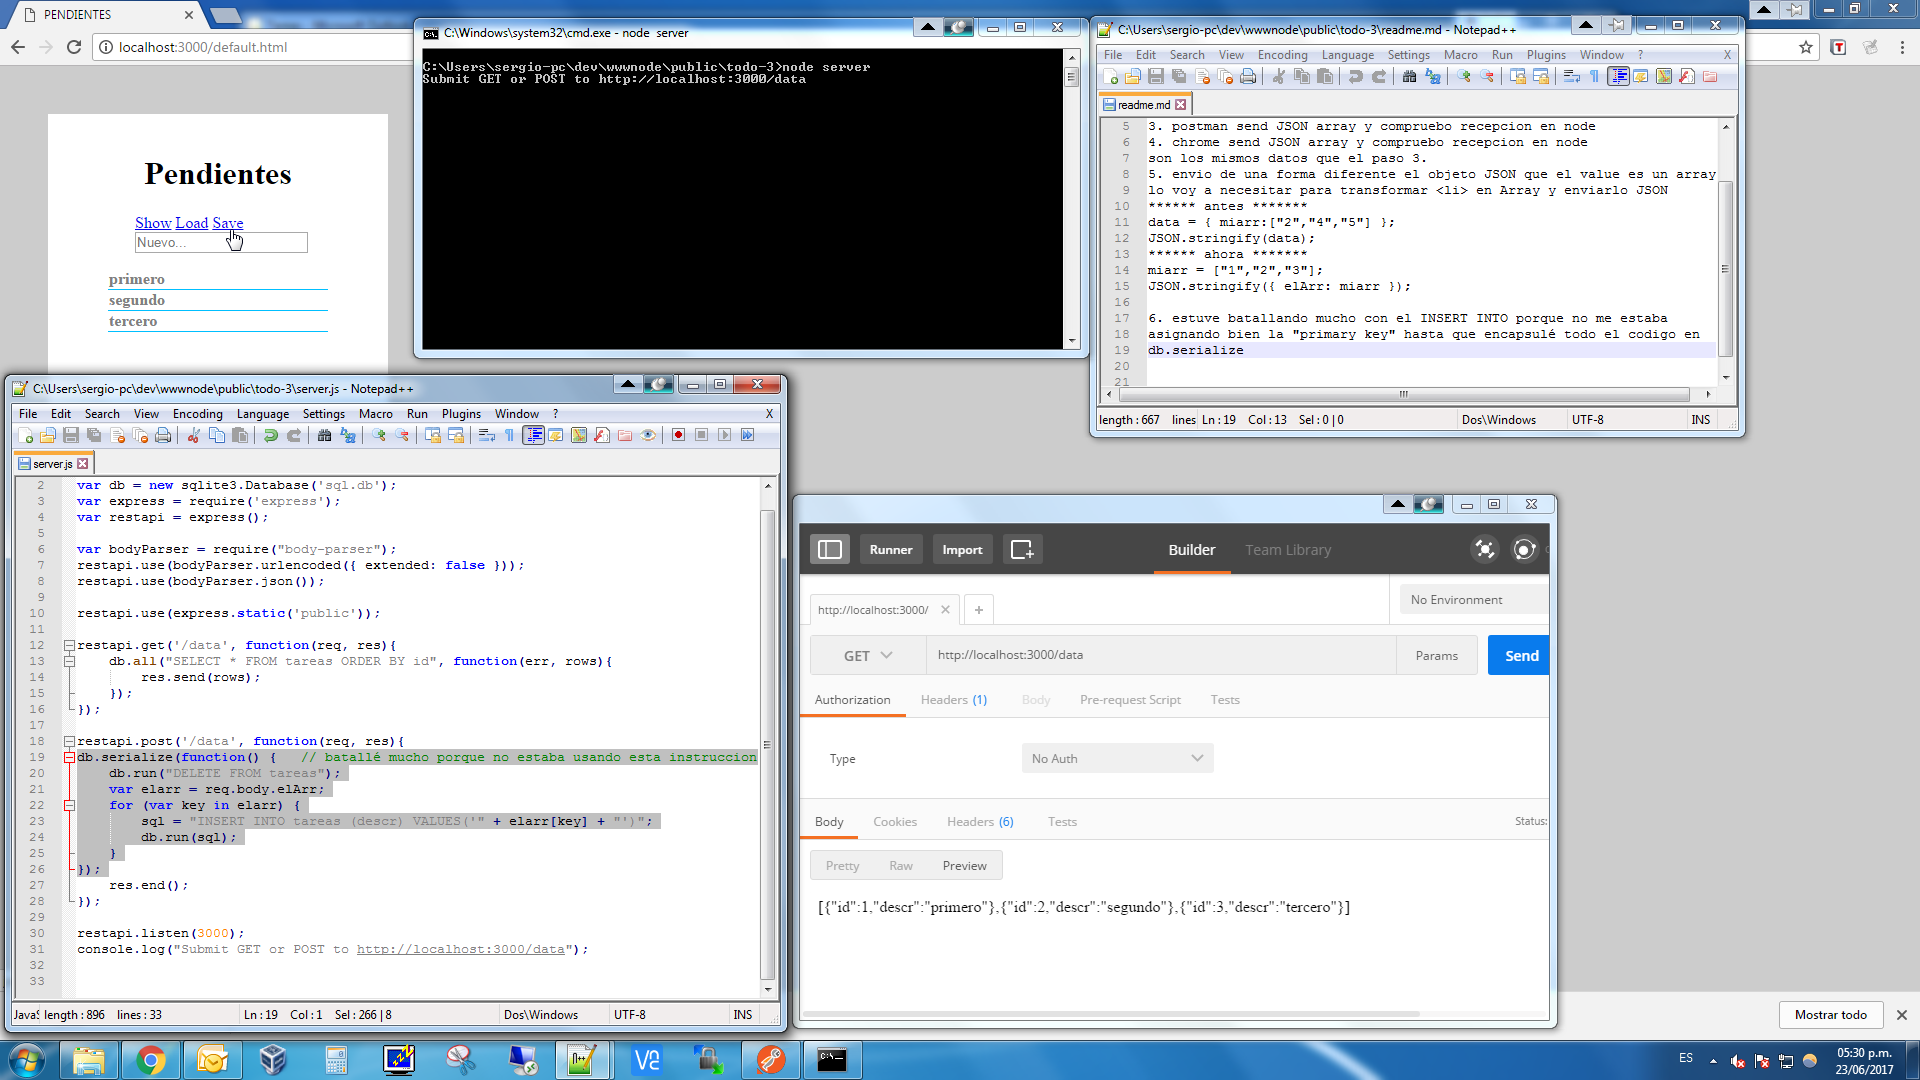 PENDIENTES
localhost:3000/default.html
Pendientes
Show Load Save
Nuevo...
primero
segundo
tercero
C:\Windows\system32\cmd.exe - node  server
C:\Users\sergio-pc\dev\wwwnode\public\todo-3>node server
Submit GET or POST to http://localhost:3000/data
C:\Users\sergio-pc\dev\wwwnode\public\todo-3\readme.md - Notepad++
File Edit Search View Encoding Language Settings Macro Run Plugins Window ? X
readme.md
5 3. postman send JSON array y compruebo recepcion en node
6 4. chrome send JSON array y compruebo recepcion en node
7 son los mismos datos que el paso 3.
8 5. envio de una forma diferente el objeto JSON que el value es un array
9 lo voy a necesitar para transformar <li> en Array y enviarlo JSON
10 ****** antes *******
11 data = { miarr:["2","4","5"] };
12 JSON.stringify(data);
13 ****** ahora *******
14 miarr = ["1","2","3"];
15 JSON.stringify({ elArr: miarr });
16
17 6. estuve batallando mucho con el INSERT INTO porque no me estaba
18 asignando bien la "primary key" hasta que encapsulé todo el codigo en
19 db.serialize
20
21
length : 667 lines Ln : 19 Col : 13 Sel : 0 | 0 Dos\Windows UTF-8 INS
C:\Users\sergio-pc\dev\wwwnode\public\todo-3\server.js - Notepad++
File Edit Search View Encoding Language Settings Macro Run Plugins Window ? X
server.js
2 var db = new sqlite3.Database('sql.db');
3 var express = require('express');
4 var restapi = express();
5
6 var bodyParser = require("body-parser");
7 restapi.use(bodyParser.urlencoded({ extended: false }));
8 restapi.use(bodyParser.json());
9
10 restapi.use(express.static('public'));
11
12 restapi.get('/data', function(req, res){
13 db.all("SELECT * FROM tareas ORDER BY id", function(err, rows){
14 res.send(rows);
15 });
16 });
17
18 restapi.post('/data', function(req, res){
19 db.serialize(function() { // batallé mucho porque no estaba usando esta instruccion
20 db.run("DELETE FROM tareas");
21 var elarr = req.body.elArr;
22 for (var key in elarr) {
23 sql = "INSERT INTO tareas (descr) VALUES('" + elarr[key] + "')";
24 db.run(sql);
25 }
26 });
27 res.end();
28 });
29
30 restapi.listen(3000);
31 console.log("Submit GET or POST to http://localhost:3000/data");
32
33
JavaS length : 896 lines : 33 Ln : 19 Col : 1 Sel : 266 | 8 Dos\Windows UTF-8 INS
Runner Import Builder Team Library
http://localhost:3000/ No Environment
GET http://localhost:3000/data Params Send
Authorization Headers (1) Body Pre-request Script Tests
Type No Auth
Body Cookies Headers (6) Tests Status:
Pretty Raw Preview
[{"id":1,"descr":"primero"},{"id":2,"descr":"segundo"},{"id":3,"descr":"tercero"}]
Mostrar todo
ES 05:30 p.m.
23/06/2017